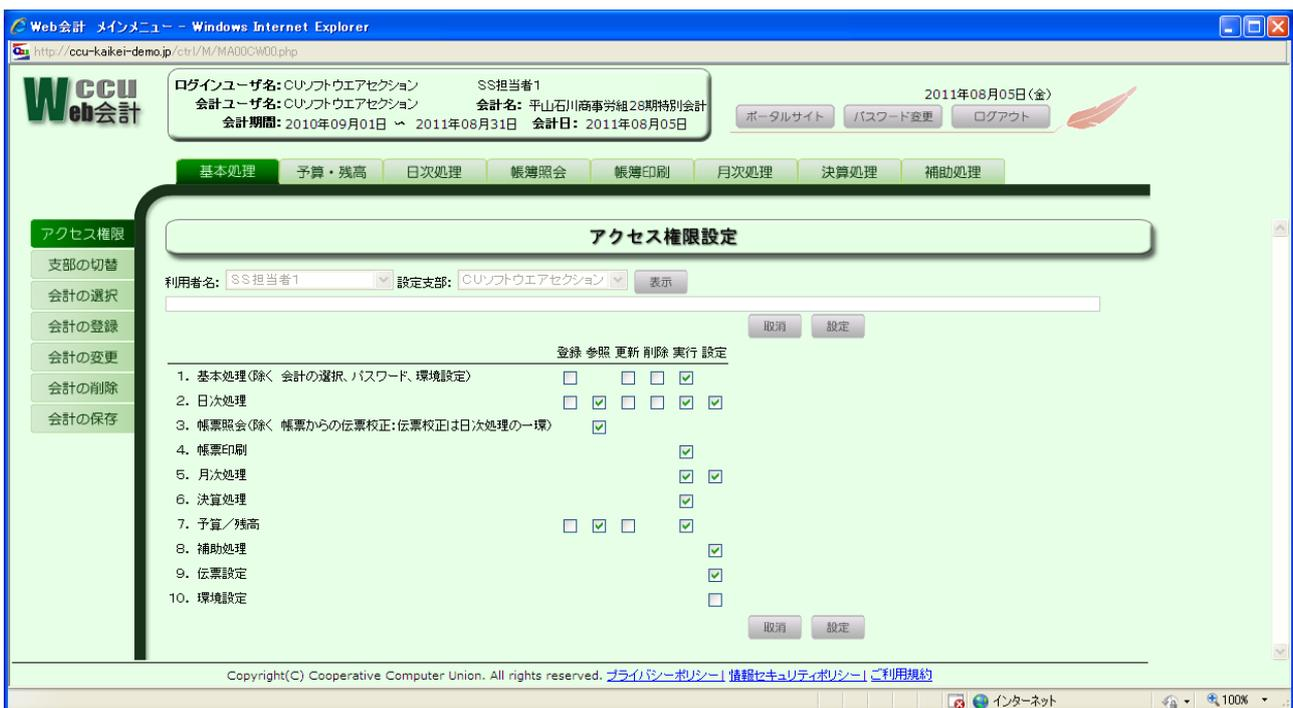 Web会計 メインメニュー - Windows Internet Explorer
http://ccu-kaikei-demo.jp/ctrl/M/MA00CW00.php
ccu Web会計
ログインユーザ名: CUソフトウエアセクション SS担当者1
会計ユーザ名: CUソフトウエアセクション 会計名: 平山石川商事労組28期特別会計
会計期間: 2010年09月01日 ~ 2011年08月31日 会計日: 2011年08月05日
2011年08月05日(金)
ポータルサイト パスワード変更 ログアウト
基本処理 予算・残高 日次処理 帳簿照会 帳簿印刷 月次処理 決算処理 補助処理
アクセス権限
支部の切替
会計の選択
会計の登録
会計の変更
会計の削除
会計の保存
アクセス権限設定
利用者名: SS担当者1 設定支部: CUソフトウエアセクション 表示
取消 設定
登録 参照 更新 削除 実行 設定
1. 基本処理(除く 会計の選択、パスワード、環境設定)
2. 日次処理
3. 帳票照会(除く 帳票からの伝票校正:伝票校正は日次処理の一環)
4. 帳票印刷
5. 月次処理
6. 決算処理
7. 予算/残高
8. 補助処理
9. 伝票設定
10. 環境設定
取消 設定
Copyright(C) Cooperative Computer Union. All rights reserved. プライバシーポリシー | 情報セキュリティポリシー | ご利用規約
インターネット 100%